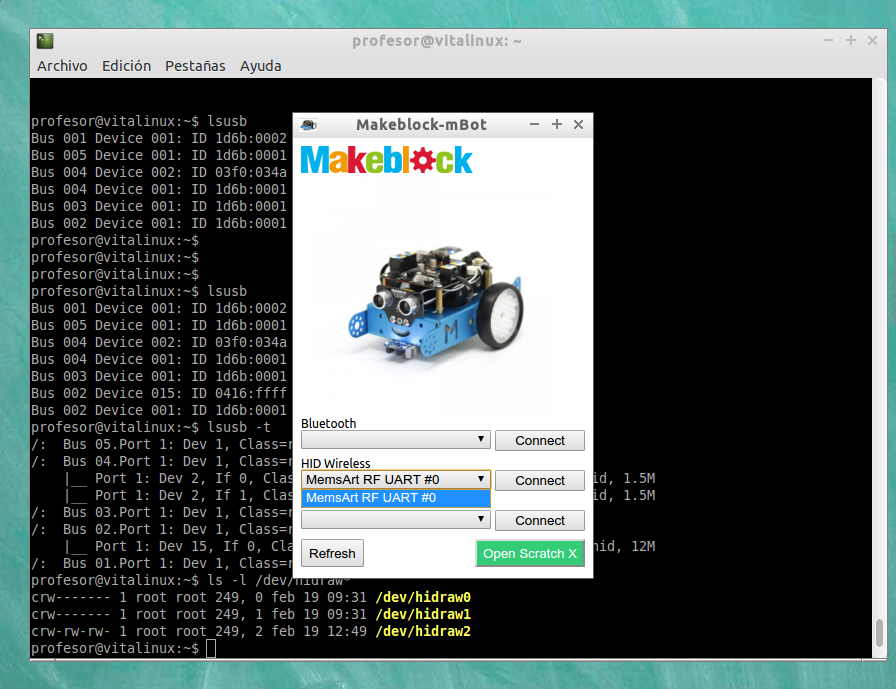 profesor@vitalinux: ~
Archivo Edición Pestañas Ayuda
profesor@vitalinux:~$ lsusb
Bus 001 Device 001: ID 1d6b:0002
Bus 005 Device 001: ID 1d6b:0001
Bus 004 Device 002: ID 03f0:034a
Bus 004 Device 001: ID 1d6b:0001
Bus 003 Device 001: ID 1d6b:0001
Bus 002 Device 001: ID 1d6b:0001
profesor@vitalinux:~$
profesor@vitalinux:~$
profesor@vitalinux:~$
profesor@vitalinux:~$ lsusb
Bus 001 Device 001: ID 1d6b:0002
Bus 005 Device 001: ID 1d6b:0001
Bus 004 Device 002: ID 03f0:034a
Bus 004 Device 001: ID 1d6b:0001
Bus 003 Device 001: ID 1d6b:0001
Bus 002 Device 015: ID 0416:ffff
Bus 002 Device 001: ID 1d6b:0001
profesor@vitalinux:~$ lsusb -t
/:  Bus 05.Port 1: Dev 1, Class=
/:  Bus 04.Port 1: Dev 1, Class=
    |__ Port 1: Dev 2, If 0, Clas id, 1.5M
    |__ Port 1: Dev 2, If 1, Clas id, 1.5M
/:  Bus 03.Port 1: Dev 1, Class=
/:  Bus 02.Port 1: Dev 1, Class=
    |__ Port 1: Dev 15, If 0, Cla hid, 12M
/:  Bus 01.Port 1: Dev 1, Class=
profesor@vitalinux:~$ ls -l /dev/hidraw*
crw------- 1 root root 249, 0 feb 19 09:31 /dev/hidraw0
crw------- 1 root root 249, 1 feb 19 09:31 /dev/hidraw1
crw-rw-rw- 1 root root 249, 2 feb 19 12:49 /dev/hidraw2
profesor@vitalinux:~$
Makeblock-mBot
Makeblock
M
Bluetooth
Connect
HID Wireless
MemsArt RF UART #0 Connect
MemsArt RF UART #0
Connect
Refresh Open Scratch X